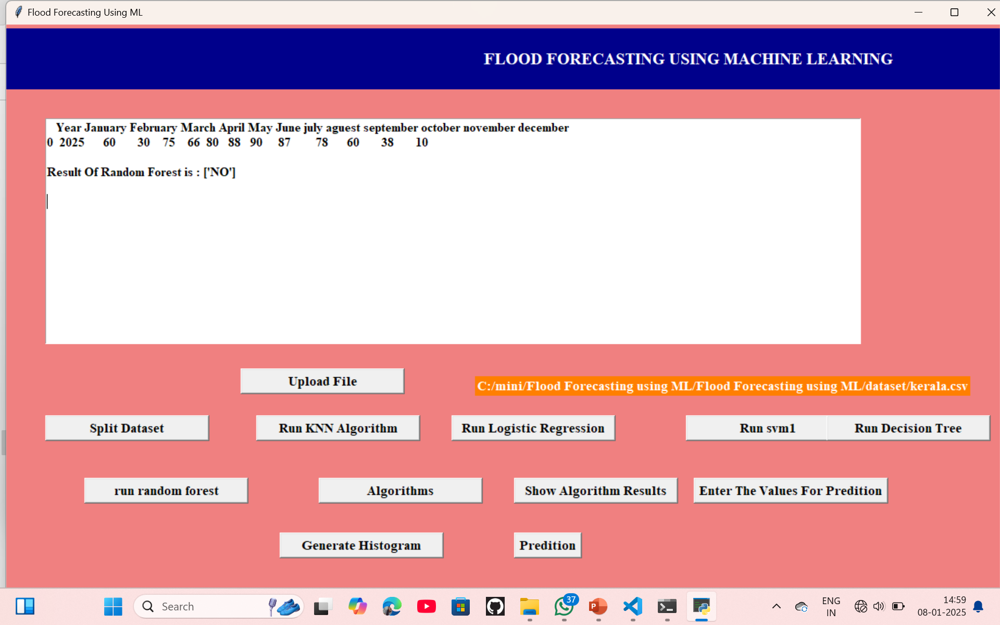 Flood Forecasting Using ML
FLOOD FORECASTING USING MACHINE LEARNING
Year January February March April May June july aguest september october november december
0 2025 60 30 75 66 80 88 90 87 78 60 38 10
Result Of Random Forest is : ['NO']
Upload File
C:/mini/Flood Forecasting using ML/Flood Forecasting using ML/dataset/kerala.csv
Split Dataset
Run KNN Algorithm
Run Logistic Regression
Run svm1
Run Decision Tree
run random forest
Algorithms
Show Algorithm Results
Enter The Values For Predition
Generate Histogram
Predition
Search
37
P
ENG
IN
14:59
08-01-2025